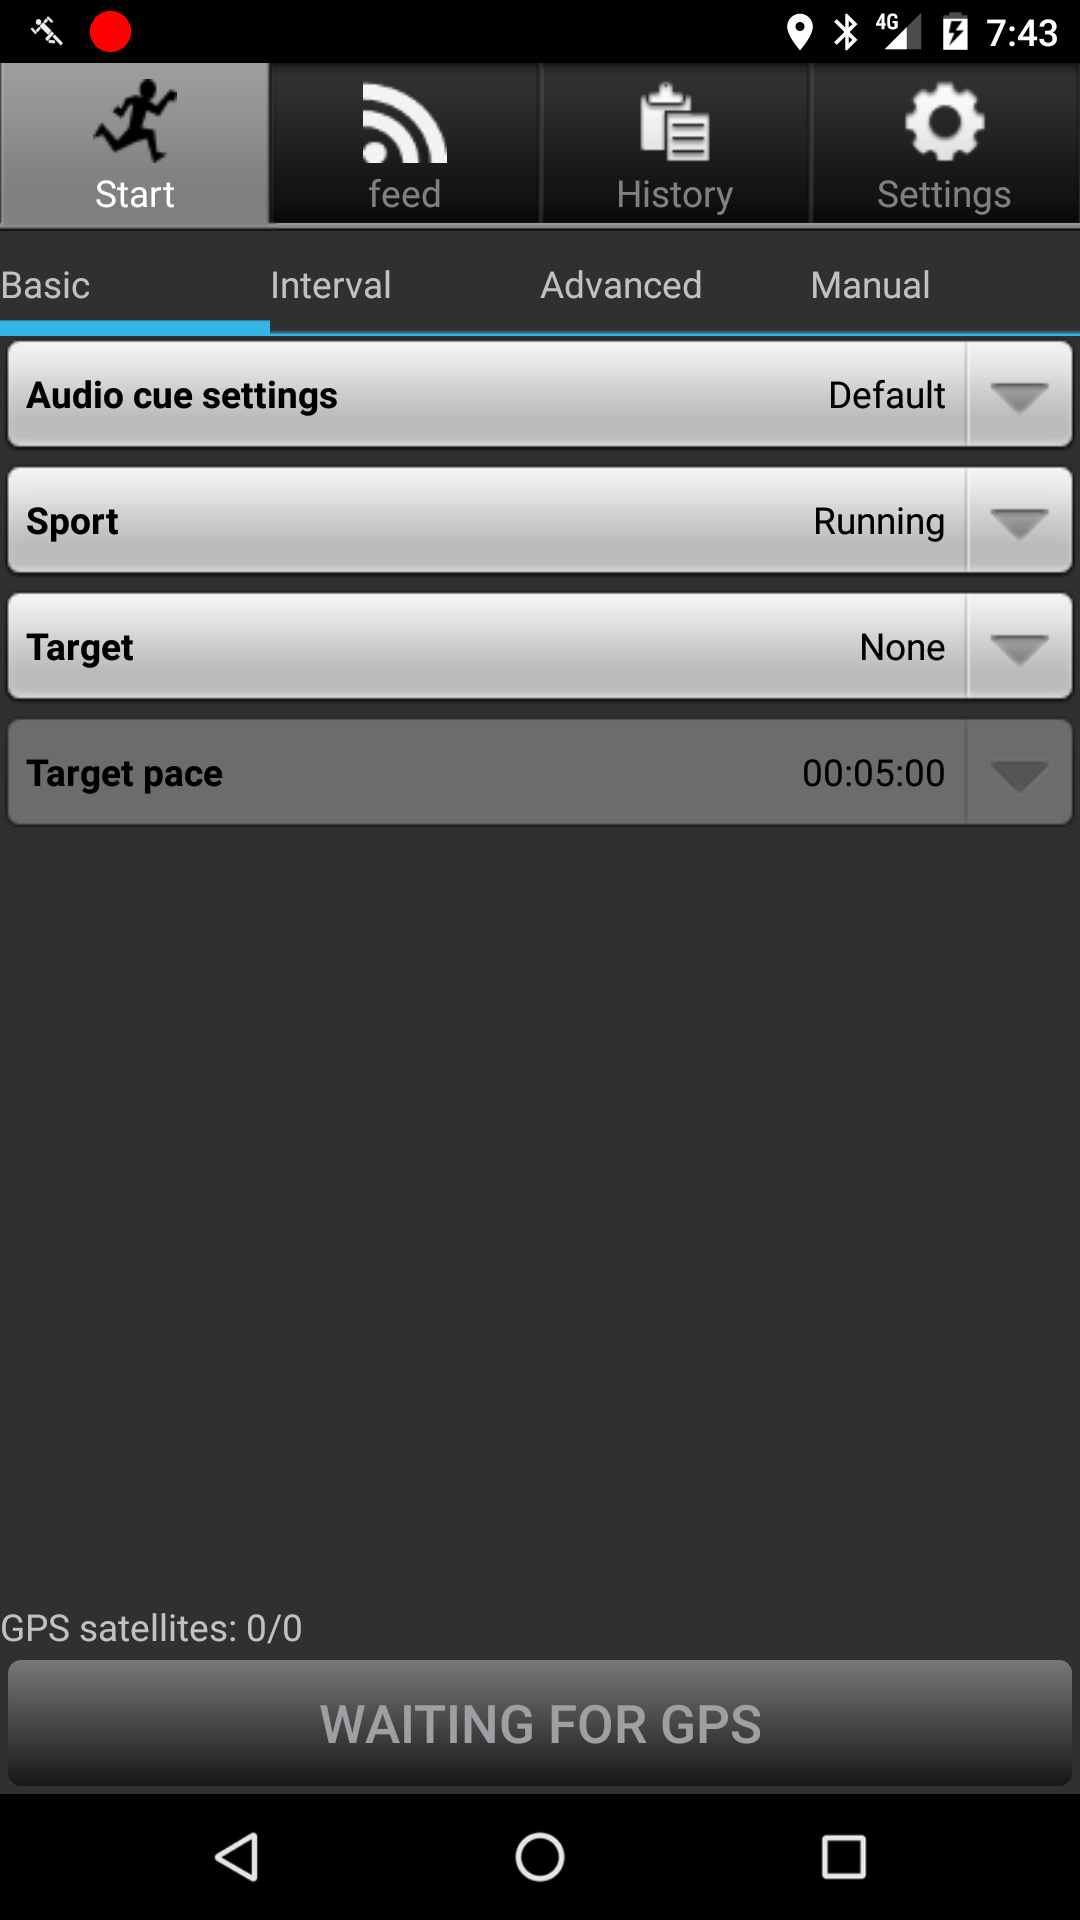 4G 7:43
Start feed History Settings
Basic Interval Advanced Manual
Audio cue settings Default
Sport Running
Target None
Target pace 00:05:00
GPS satellites: 0/0
WAITING FOR GPS